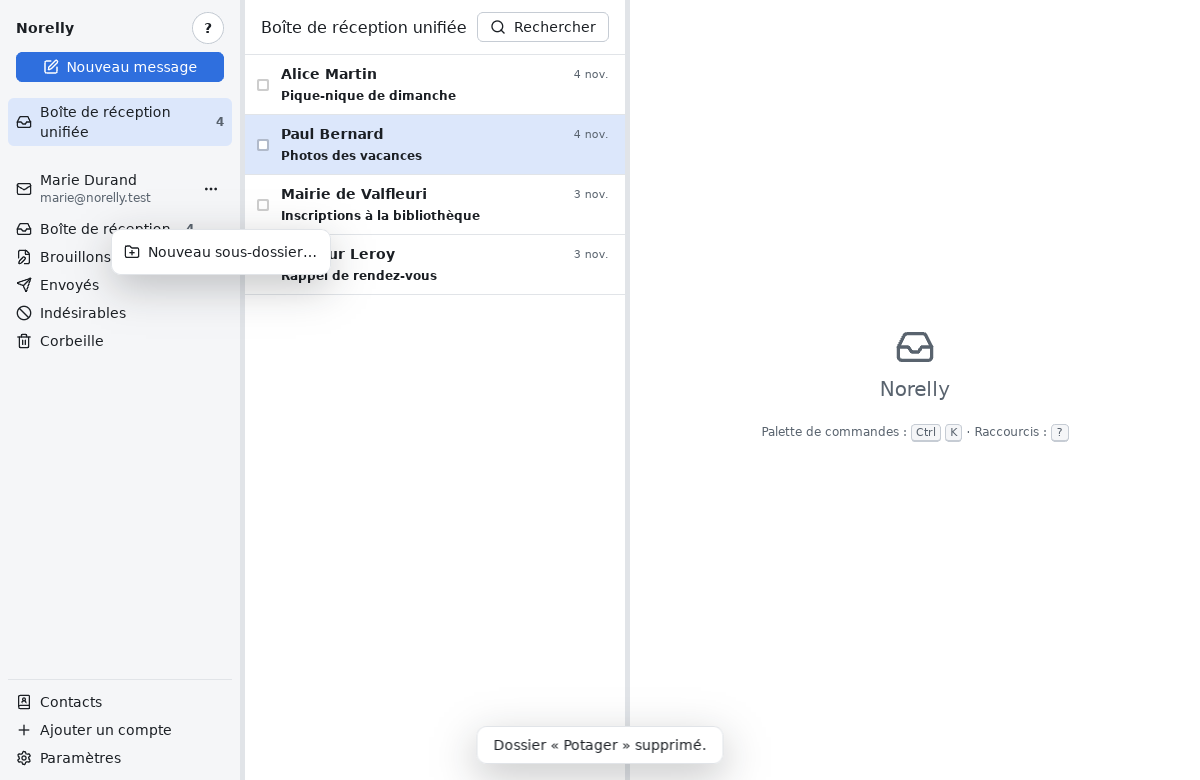 Norelly
?
Nouveau message
Boîte de réception
unifiée
4
Marie Durand
marie@norelly.test
Boîte de réception
4
Brouillons
Envoyés
Indésirables
Corbeille
Nouveau sous-dossier…
Contacts
Ajouter un compte
Paramètres
Boîte de réception unifiée
Rechercher
Alice Martin
4 nov.
Pique-nique de dimanche
Paul Bernard
4 nov.
Photos des vacances
Mairie de Valfleuri
3 nov.
Inscriptions à la bibliothèque
Leroy
3 nov.
Rappel de rendez-vous
Norelly
Palette de commandes : Ctrl K · Raccourcis : ?
Dossier « Potager » supprimé.